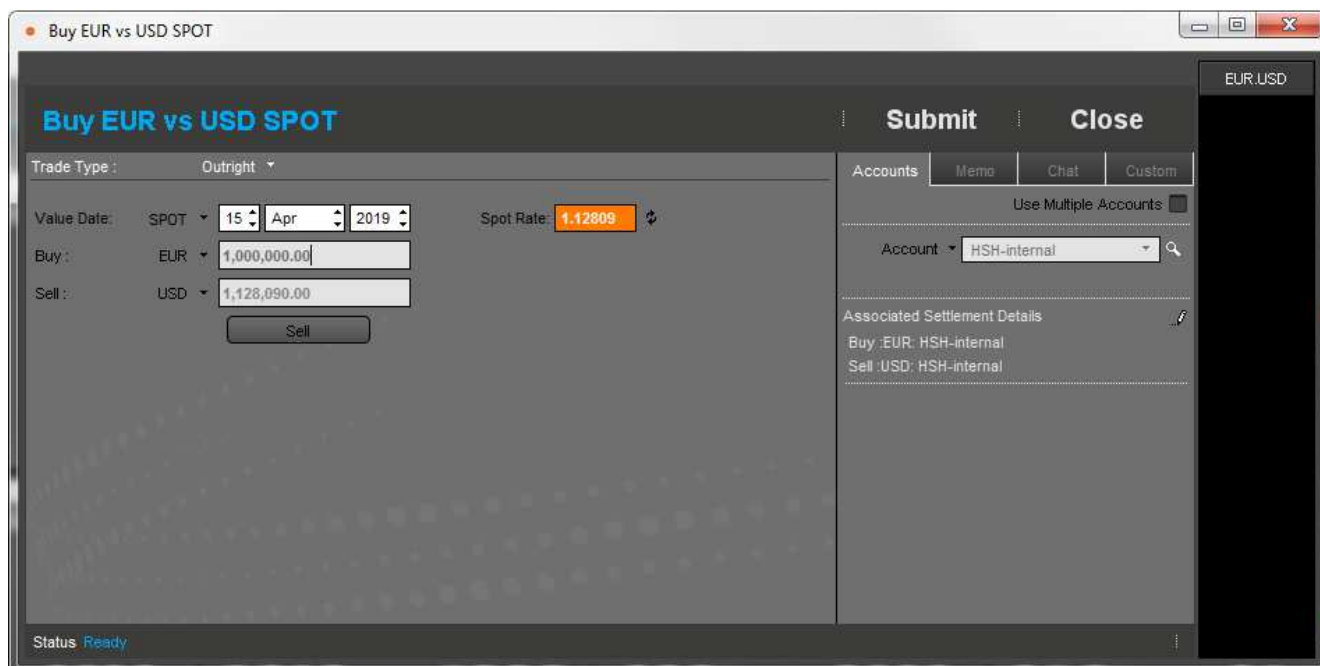 Buy EUR vs USD SPOT
EUR.USD
Buy EUR vs USD SPOT
Submit
Close
Trade Type : Outright
Accounts Memo Chat Custom
Use Multiple Accounts
Value Date: SPOT 15 Apr 2019 Spot Rate: 1.12809
Buy : EUR 1,000,000.00
Account HSH-internal
Sell : USD 1,128,090.00
Sell
Associated Settlement Details
Buy :EUR: HSH-internal
Sell :USD: HSH-internal
Status Ready